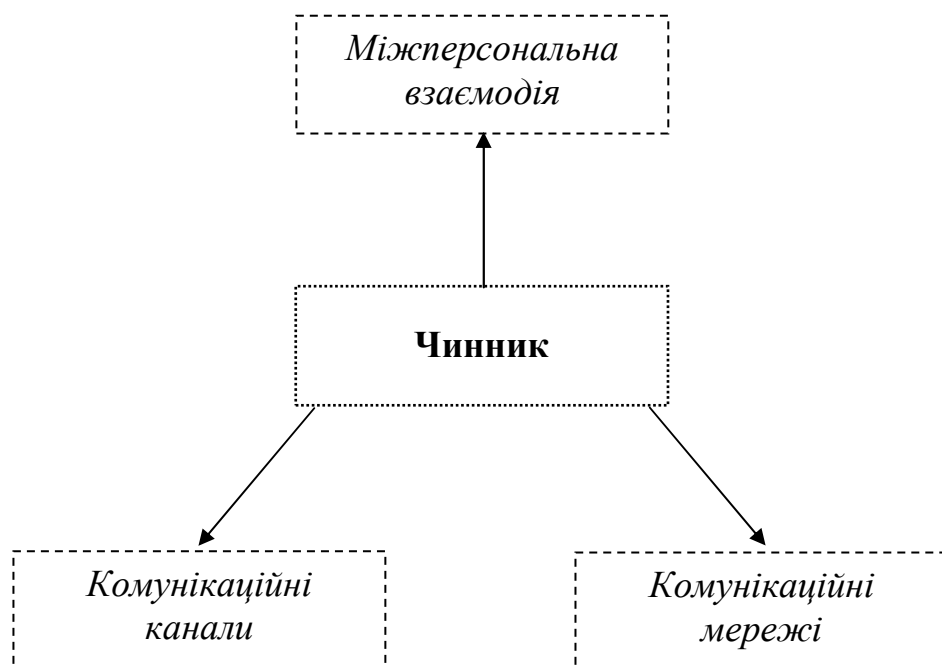 Міжперсональна
взаємодія
Чинник
Комунікаційні
канали
Комунікаційні
мережі